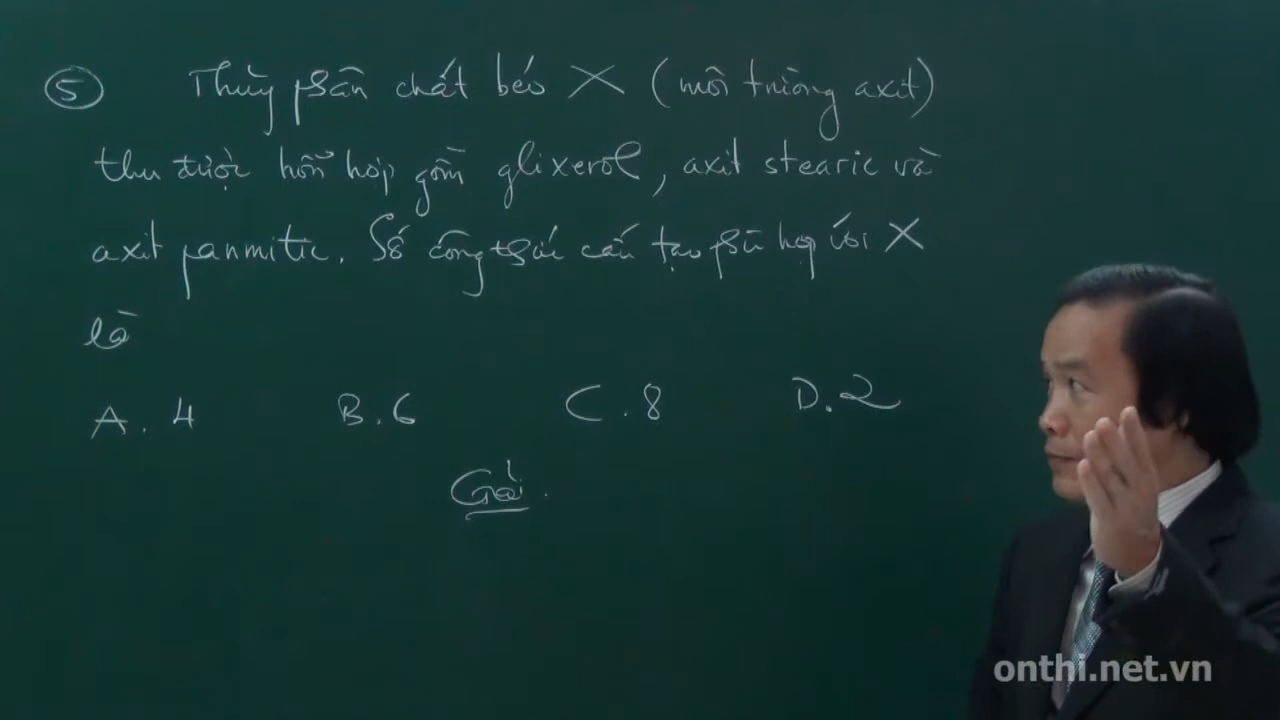 ⑤ Thủy phân chất béo X (môi trường axit)
thu được hỗn hợp gồm glixerol, axit stearic và
axit panmitic. Số công thức cấu tạo phù hợp với X
là
A. 4 B. 6 C. 8 D. 2
Giải.
onthi.net.vn